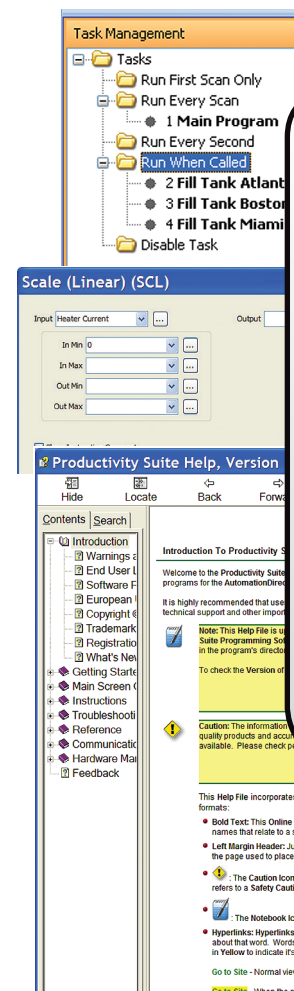 Task Management
Tasks
Run First Scan Only
Run Every Scan
1 Main Program
Run Every Second
Run When Called
2 Fill Tank Atlant
3 Fill Tank Bosto
4 Fill Tank Miami
Disable Task
Scale (Linear) (SCL)
Input Heater Current ... Output
In Min 0 ...
In Max ...
Out Min ...
Out Max ...
Productivity Suite Help, Version
Hide Locate Back Forwa
Contents Search
Introduction
Warnings a
End User L
Software F
European
Copyright ©
Trademark
Registratio
What's Nev
Getting Starte
Main Screen
Instructions
Troubleshooti
Reference
Communicatio
Hardware Mai
Feedback
Introduction To Productivity S
Welcome to the Productivity Suite
programs for the AutomationDirec
It is highly recommended that use
technical support and other impor
Note: This Help File is up
Suite Programming Sof
in the program's director
To check the Version of
Caution: The information
quality products and accur
available. Please check pe
This Help File incorporates
formats:
Bold Text: This Online
names that relate to a s
Left Margin Header: Ju
the page used to place
: The Caution Icon
refers to a Safety Cauti
: The Notebook Ic
Hyperlinks: Hyperlinks
about that word. Words
in Yellow to indicate it's
Go to Site - Normal view